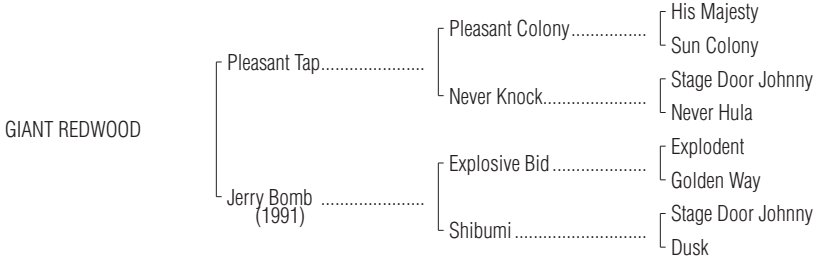 His Majesty
Pleasant Colony................
Sun Colony
Pleasant Tap......................
Stage Door Johnny
Never Knock......................
Never Hula
GIANT REDWOOD
Explodent
Explosive Bid ....................
Golden Way
Jerry Bomb ......................
(1991)
Stage Door Johnny
Shibumi ............................
Dusk